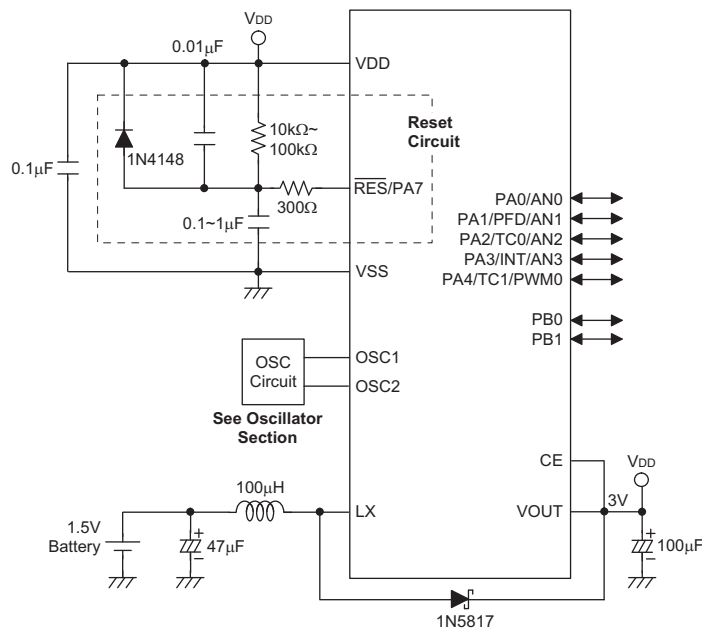 VDD
0.01μF
VDD
Reset
Circuit
10kΩ~
100kΩ
1N4148
0.1μF
RES/PA7
300Ω
0.1~1μF
VSS
PA0/AN0
PA1/PFD/AN1
PA2/TC0/AN2
PA3/INT/AN3
PA4/TC1/PWM0
PB0
PB1
OSC
Circuit
OSC1
OSC2
See Oscillator
Section
CE
VDD
100μH
LX
VOUT
3V
1.5V
Battery
+
47μF
-
+
100μF
-
1N5817